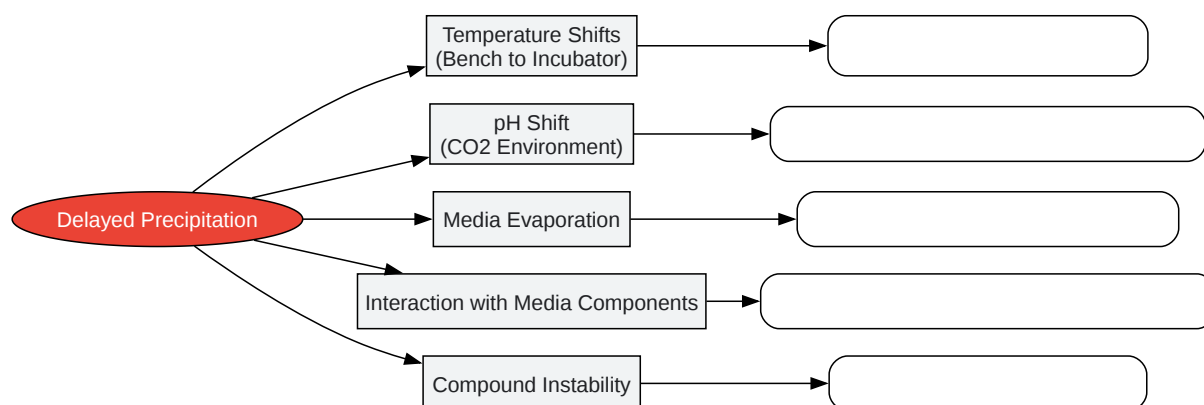 Temperature Shifts
(Bench to Incubator)
pH Shift
(CO2 Environment)
Delayed Precipitation
Media Evaporation
Interaction with Media Components
Compound Instability